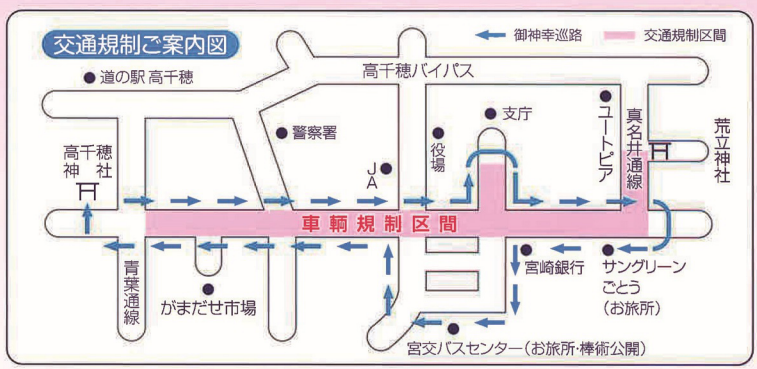 交通規制ご案内図
御神幸巡路
交通規制区間
道の駅 高千穂
高千穂バイパス
警察署
支庁
ユートピア
真名井通線
荒立神社
高千穂
神社
JA
役場
車輌規制区間
青葉通線
がまだせ市場
宮崎銀行
サングリーン
ごとう
(お旅所)
宮交バスセンター(お旅所・棒術公開)